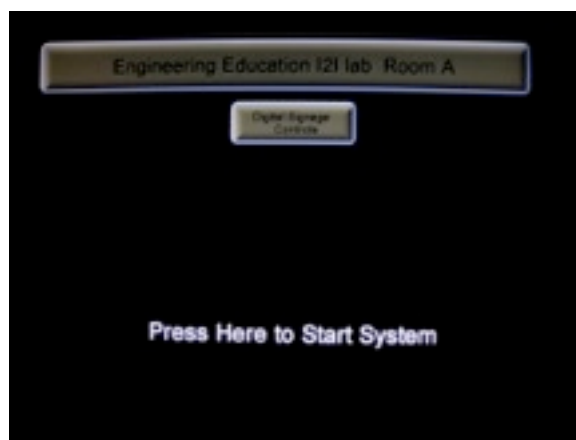 Engineering Education I2I lab Room A
Digital Signage
Controls
Press Here to Start System